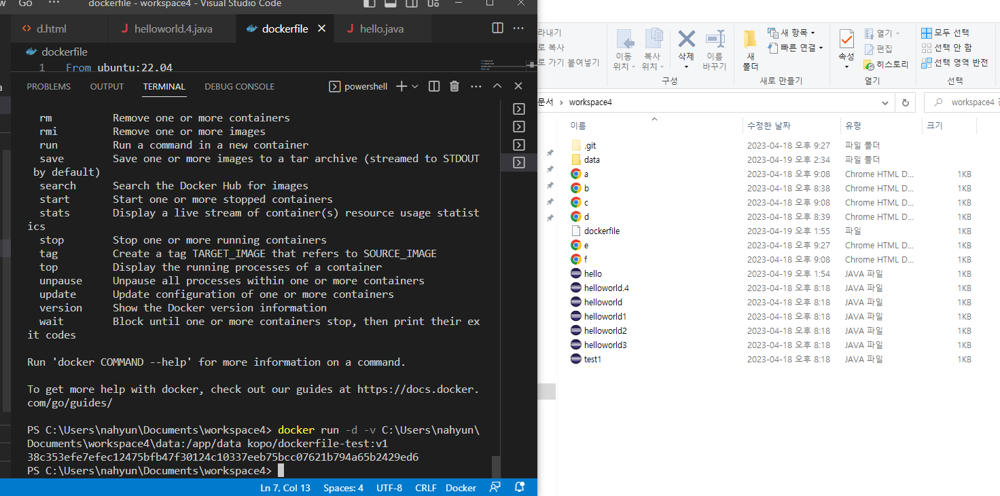 Go ··· dockerfile - workspace4 - Visual Studio Code
d.html helloworld.4.java dockerfile hello.java
dockerfile
1 From ubuntu:22.04
PROBLEMS OUTPUT TERMINAL DEBUG CONSOLE powershell
rm Remove one or more containers
rmi Remove one or more images
run Run a command in a new container
save Save one or more images to a tar archive (streamed to STDOUT
by default)
search Search the Docker Hub for images
start Start one or more stopped containers
stats Display a live stream of container(s) resource usage statist
ics
stop Stop one or more running containers
tag Create a tag TARGET_IMAGE that refers to SOURCE_IMAGE
top Display the running processes of a container
unpause Unpause all processes within one or more containers
update Update configuration of one or more containers
version Show the Docker version information
wait Block until one or more containers stop, then print their ex
it codes
Run 'docker COMMAND --help' for more information on a command.
To get more help with docker, check out our guides at https://docs.docker.
com/go/guides/
PS C:\Users\nahyun\Documents\workspace4> docker run -d -v C:\Users\nahyun\
Documents\workspace4\data:/app/data kopo/dockerfile-test:v1
38c353efe7efec12475bfb47f30124c10337eeb75bcc07621b794a65b2429ed6
PS C:\Users\nahyun\Documents\workspace4>
Ln 7, Col 13 Spaces: 4 UTF-8 CRLF Docker
라내기
로 복사
로 가기 붙여넣기
이동
위치
복사
위치
삭제
이름
바꾸기
구성
새
폴더
새 항목
빠른 연결
새로 만들기
속성
열기
편집
히스토리
열기
모두 선택
선택 안 함
선택 영역 반전
선택
문서 › workspace4
workspace4
이름 수정한 날짜 유형 크기
.git 2023-04-18 오후 9:27 파일 폴더
data 2023-04-19 오후 2:34 파일 폴더
a 2023-04-18 오후 9:08 Chrome HTML D... 1KB
b 2023-04-18 오후 8:38 Chrome HTML D... 1KB
c 2023-04-18 오후 9:08 Chrome HTML D... 1KB
d 2023-04-18 오후 8:39 Chrome HTML D... 1KB
dockerfile 2023-04-19 오후 1:55 파일 1KB
e 2023-04-18 오후 9:27 Chrome HTML D... 1KB
f 2023-04-18 오후 9:08 Chrome HTML D... 1KB
hello 2023-04-19 오후 1:54 JAVA 파일 1KB
helloworld.4 2023-04-18 오후 8:18 JAVA 파일 1KB
helloworld 2023-04-18 오후 8:18 JAVA 파일 1KB
helloworld1 2023-04-18 오후 8:18 JAVA 파일 1KB
helloworld2 2023-04-18 오후 8:18 JAVA 파일 1KB
helloworld3 2023-04-18 오후 8:18 JAVA 파일 1KB
test1 2023-04-18 오후 8:18 JAVA 파일 1KB